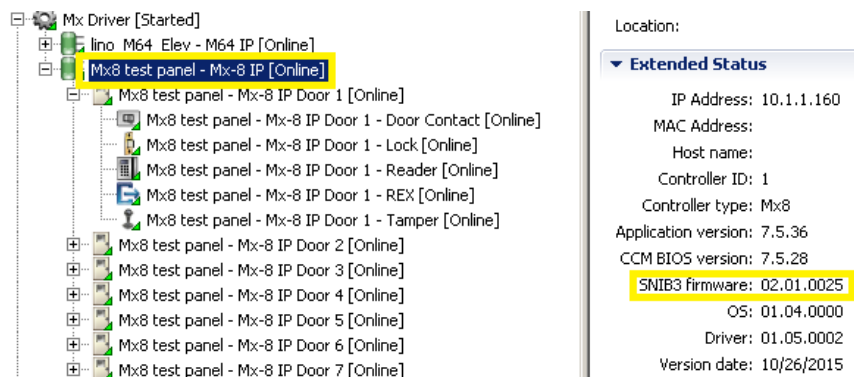 Mx Driver [Started]
lino M64 Elev - M64 IP [Online]
Mx8 test panel - Mx-8 IP [Online]
Mx8 test panel - Mx-8 IP Door 1 [Online]
Mx8 test panel - Mx-8 IP Door 1 - Door Contact [Online]
Mx8 test panel - Mx-8 IP Door 1 - Lock [Online]
Mx8 test panel - Mx-8 IP Door 1 - Reader [Online]
Mx8 test panel - Mx-8 IP Door 1 - REX [Online]
Mx8 test panel - Mx-8 IP Door 1 - Tamper [Online]
Mx8 test panel - Mx-8 IP Door 2 [Online]
Mx8 test panel - Mx-8 IP Door 3 [Online]
Mx8 test panel - Mx-8 IP Door 4 [Online]
Mx8 test panel - Mx-8 IP Door 5 [Online]
Mx8 test panel - Mx-8 IP Door 6 [Online]
Mx8 test panel - Mx-8 IP Door 7 [Online]
Location:
Extended Status
IP Address: 10.1.1.160
MAC Address:
Host name:
Controller ID: 1
Controller type: Mx8
Application version: 7.5.36
CCM BIOS version: 7.5.28
SNIB3 firmware: 02.01.0025
OS: 01.04.0000
Driver: 01.05.0002
Version date: 10/26/2015